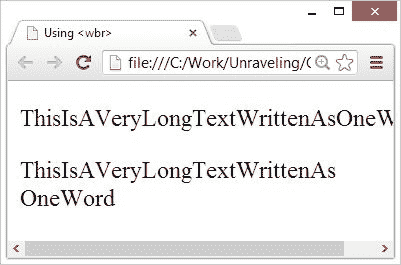 Using <wbr>
file:///C:/Work/Unraveling/
ThisIsAVeryLongTextWrittenAsOneW
ThisIsAVeryLongTextWrittenAs
OneWord